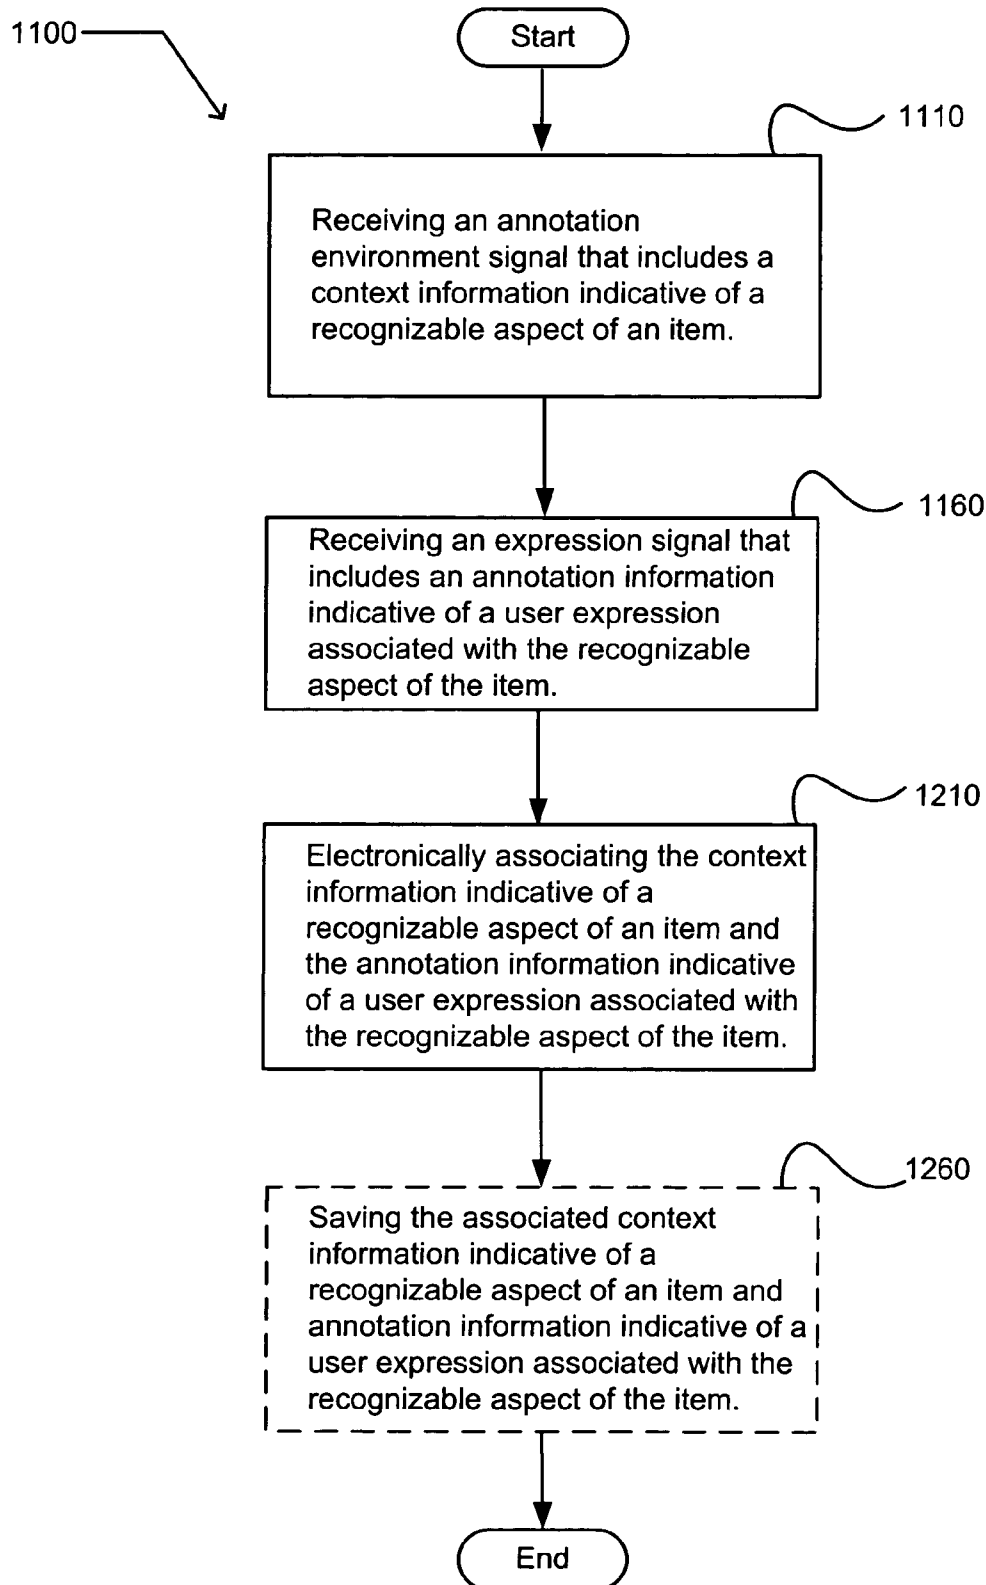 1100
Start
1110
Receiving an annotation
environment signal that includes a
context information indicative of a
recognizable aspect of an item.
1160
Receiving an expression signal that
includes an annotation information
indicative of a user expression
associated with the recognizable
aspect of the item.
1210
Electronically associating the context
information indicative of a
recognizable aspect of an item and
the annotation information indicative
of a user expression associated with
the recognizable aspect of the item.
1260
Saving the associated context
information indicative of a
recognizable aspect of an item and
annotation information indicative of a
user expression associated with the
recognizable aspect of the item.
End